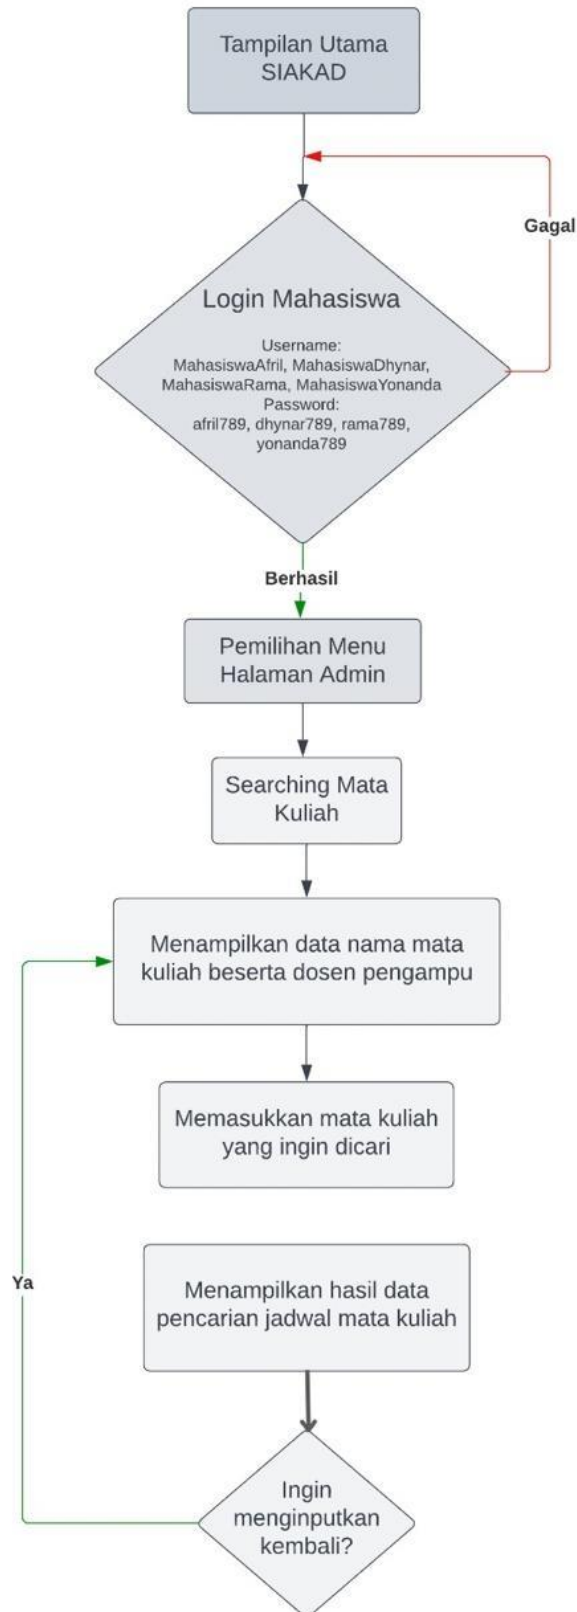 Tampilan Utama
SIAKAD
Gagal
Login Mahasiswa
Username:
MahasiswaAfril, MahasiswaDhynar,
MahasiswaRama, MahasiswaYonanda
Password:
afril789, dhynar789, rama789,
yonanda789
Berhasil
Pemilihan Menu
Halaman Admin
Searching Mata
Kuliah
Menampilkan data nama mata
kuliah beserta dosen pengampu
Memasukkan mata kuliah
yang ingin dicari
Ya
Menampilkan hasil data
pencarian jadwal mata kuliah
Ingin
menginputkan
kembali?